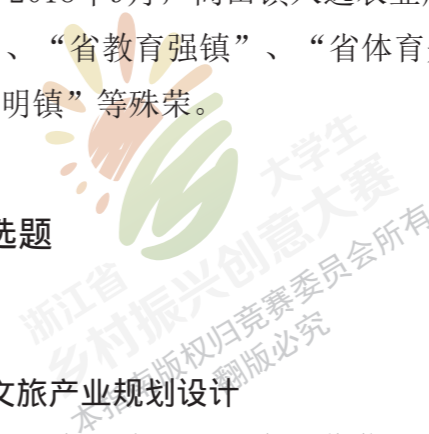 、“省教育强镇”、“省体育
明镇”等殊荣。
选题
大学生
浙江省
乡村振兴创意大赛
本指南版权归竞赛委员会所有
翻版必究
文旅产业规划设计